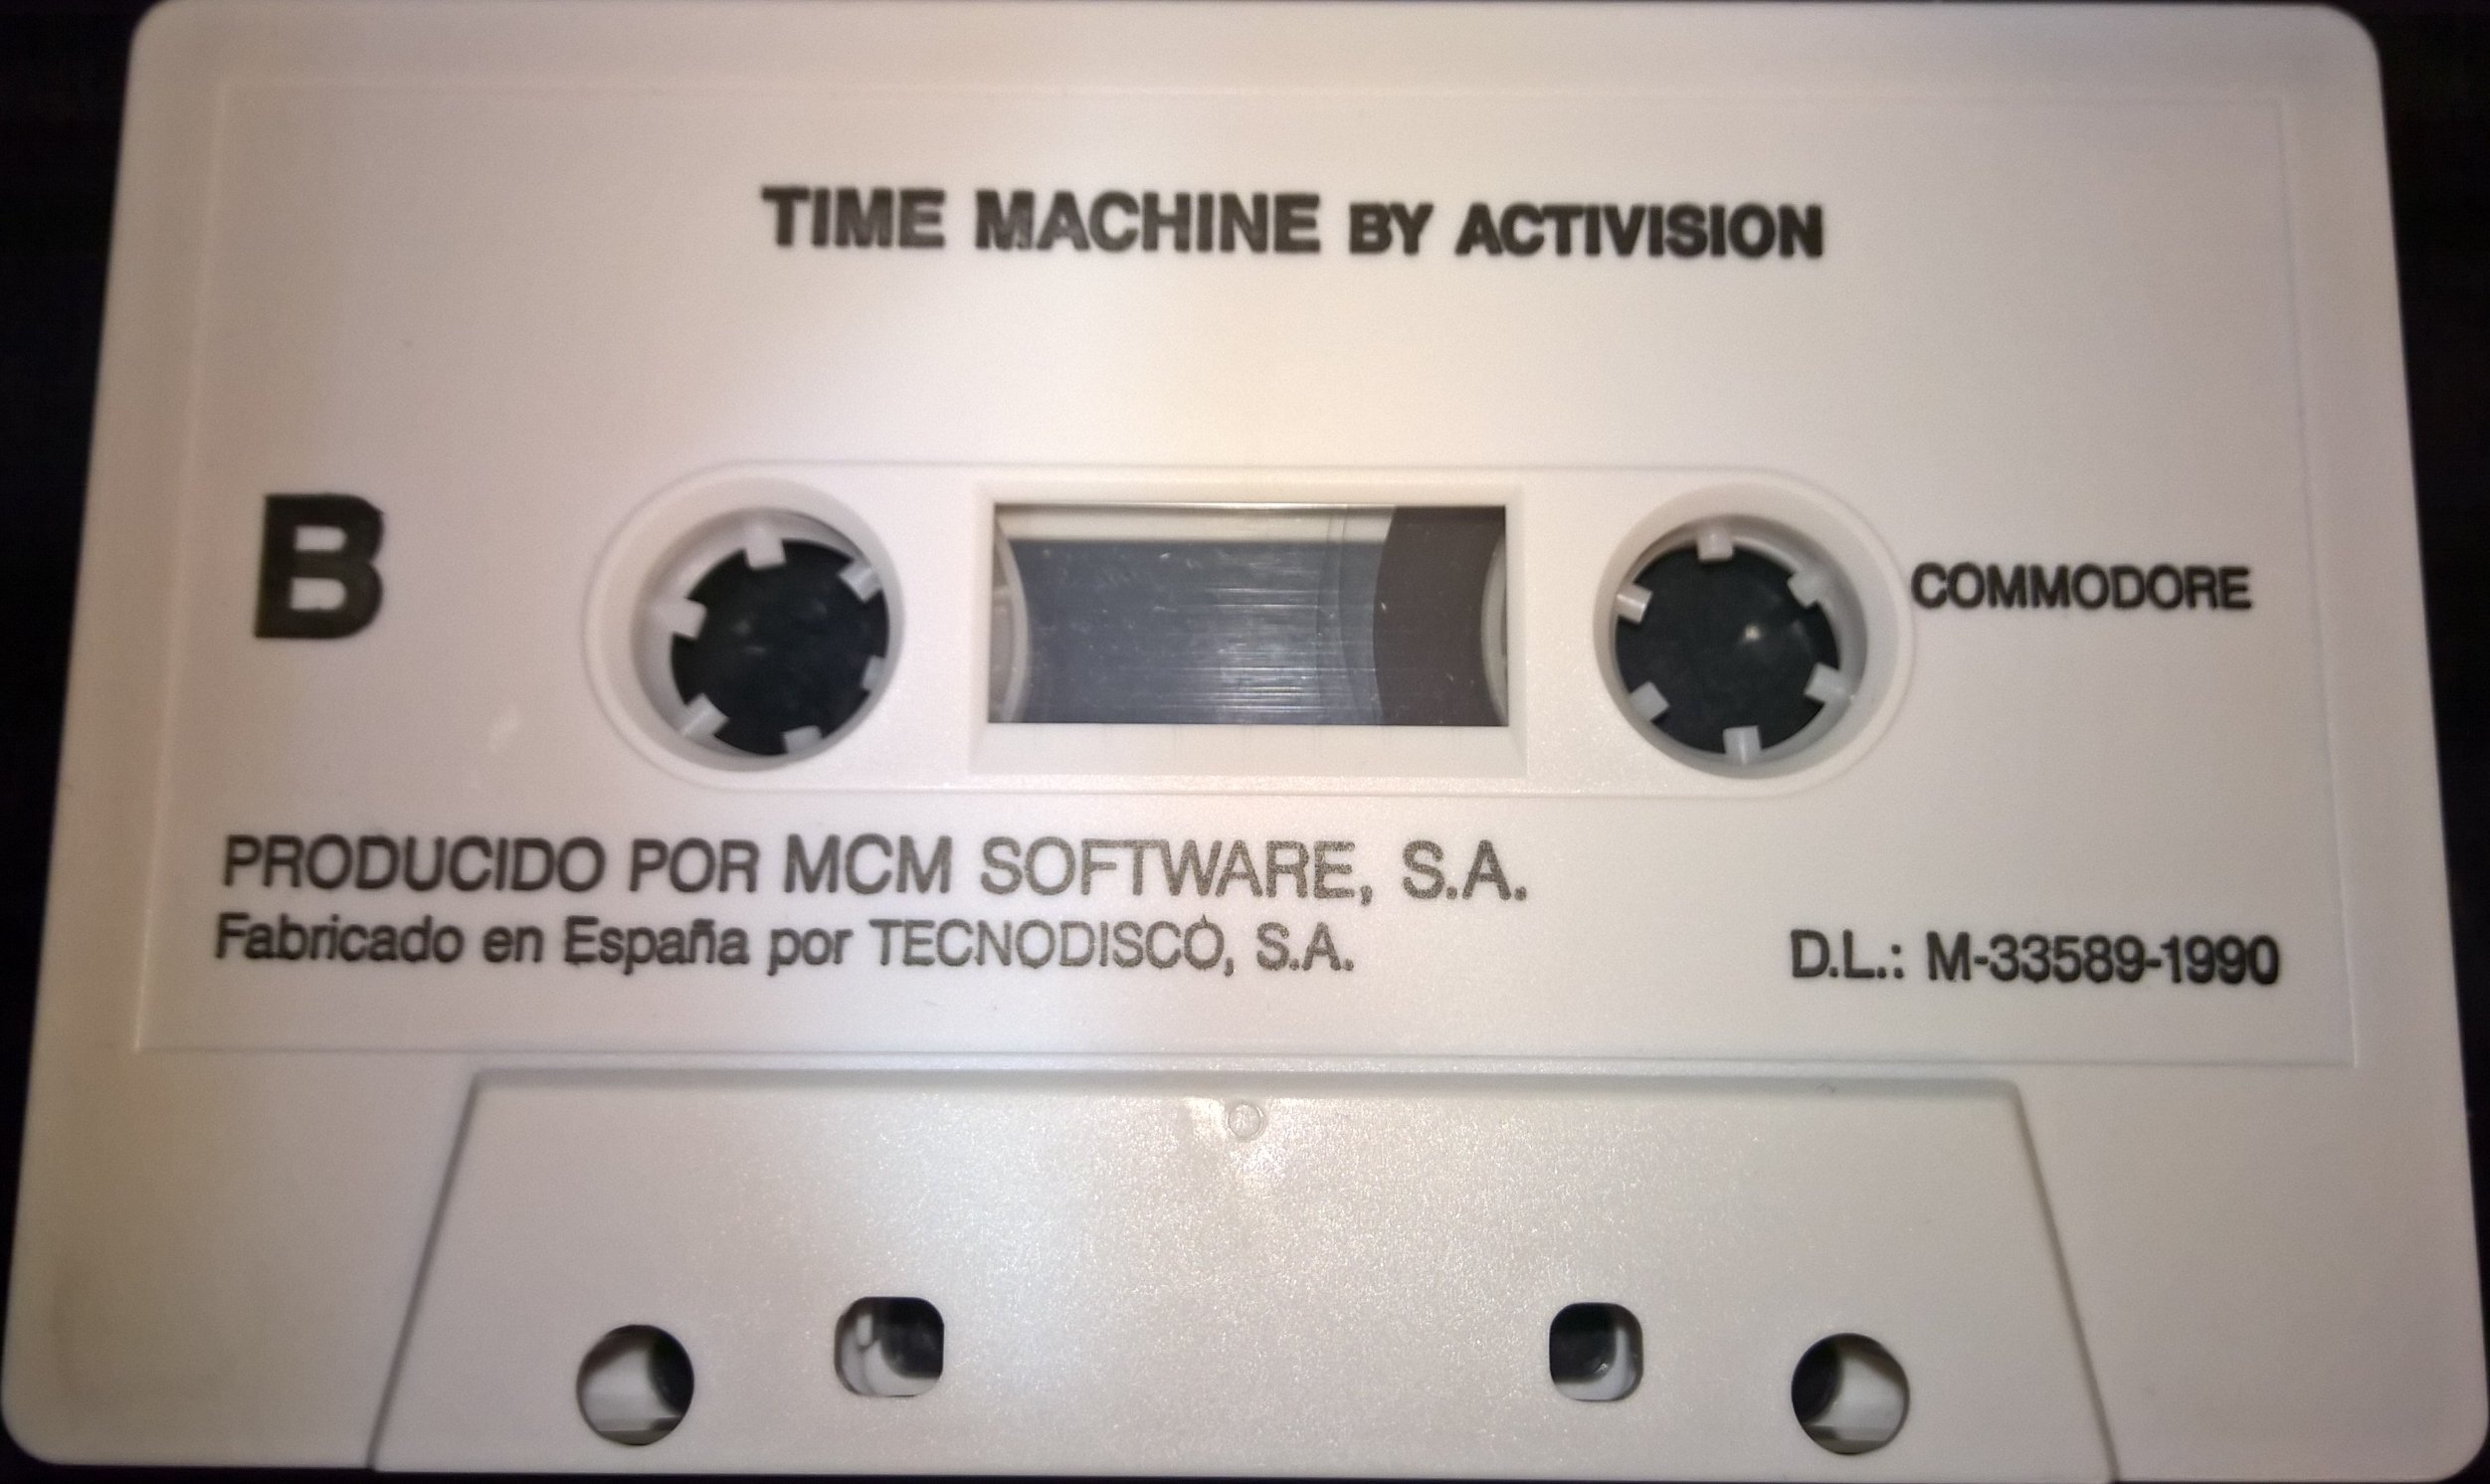 TIME MACHINE BY ACTIVISION
B
COMMODORE
PRODUCIDO POR MCM SOFTWARE, S.A.
Fabricado en España por TECNODISCO, S.A.
D.L.: M-33589-1990